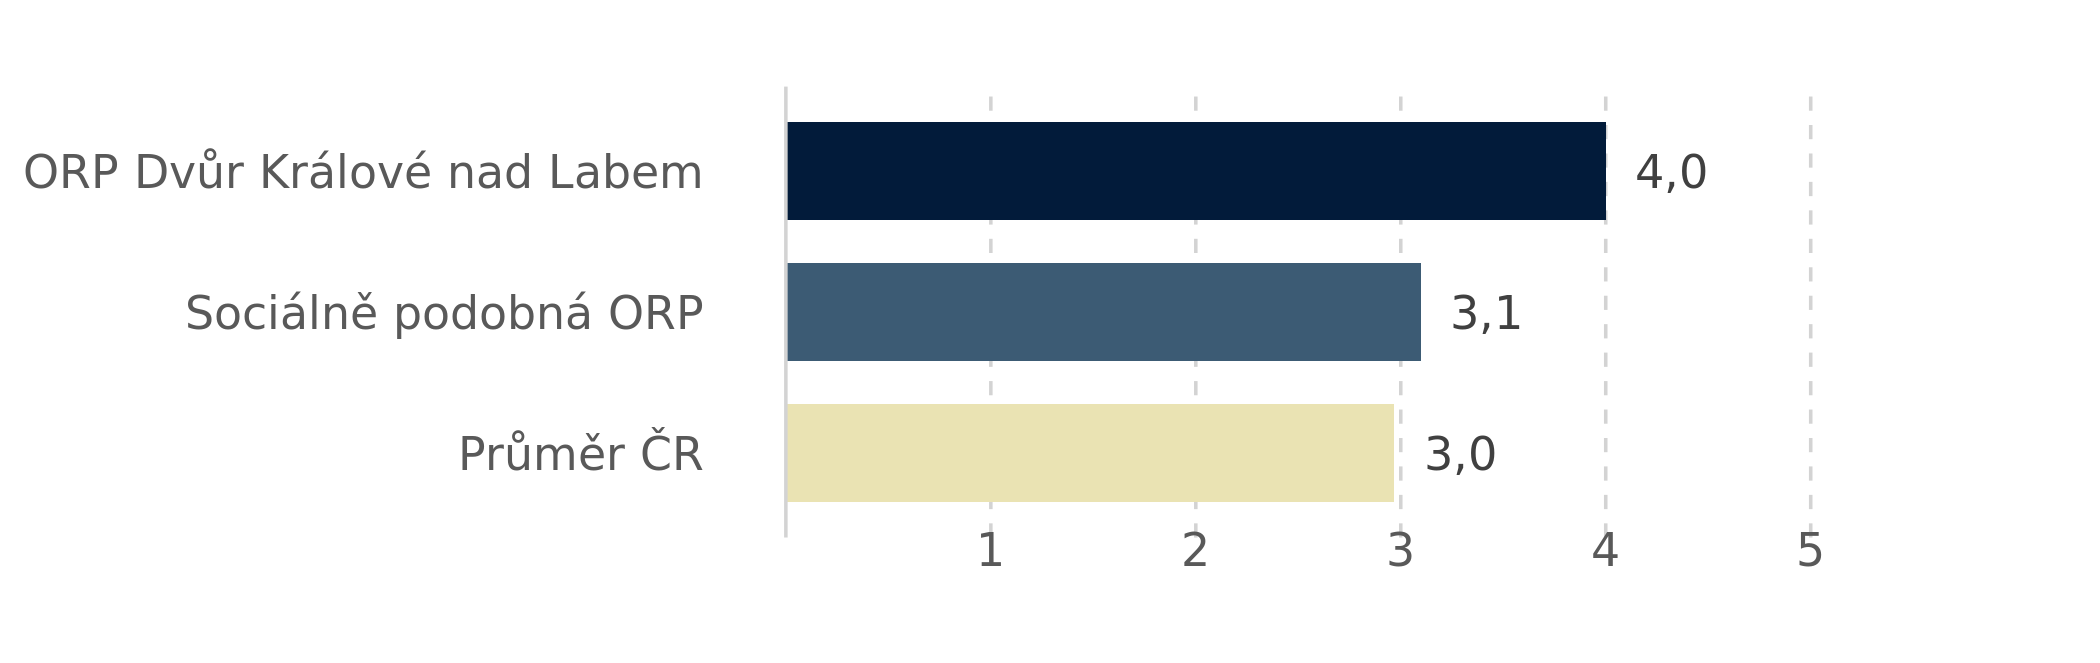 ORP Dvůr Králové nad Labem 4,0
Sociálně podobná ORP 3,1
Průměr ČR 3,0
1 2 3 4 5